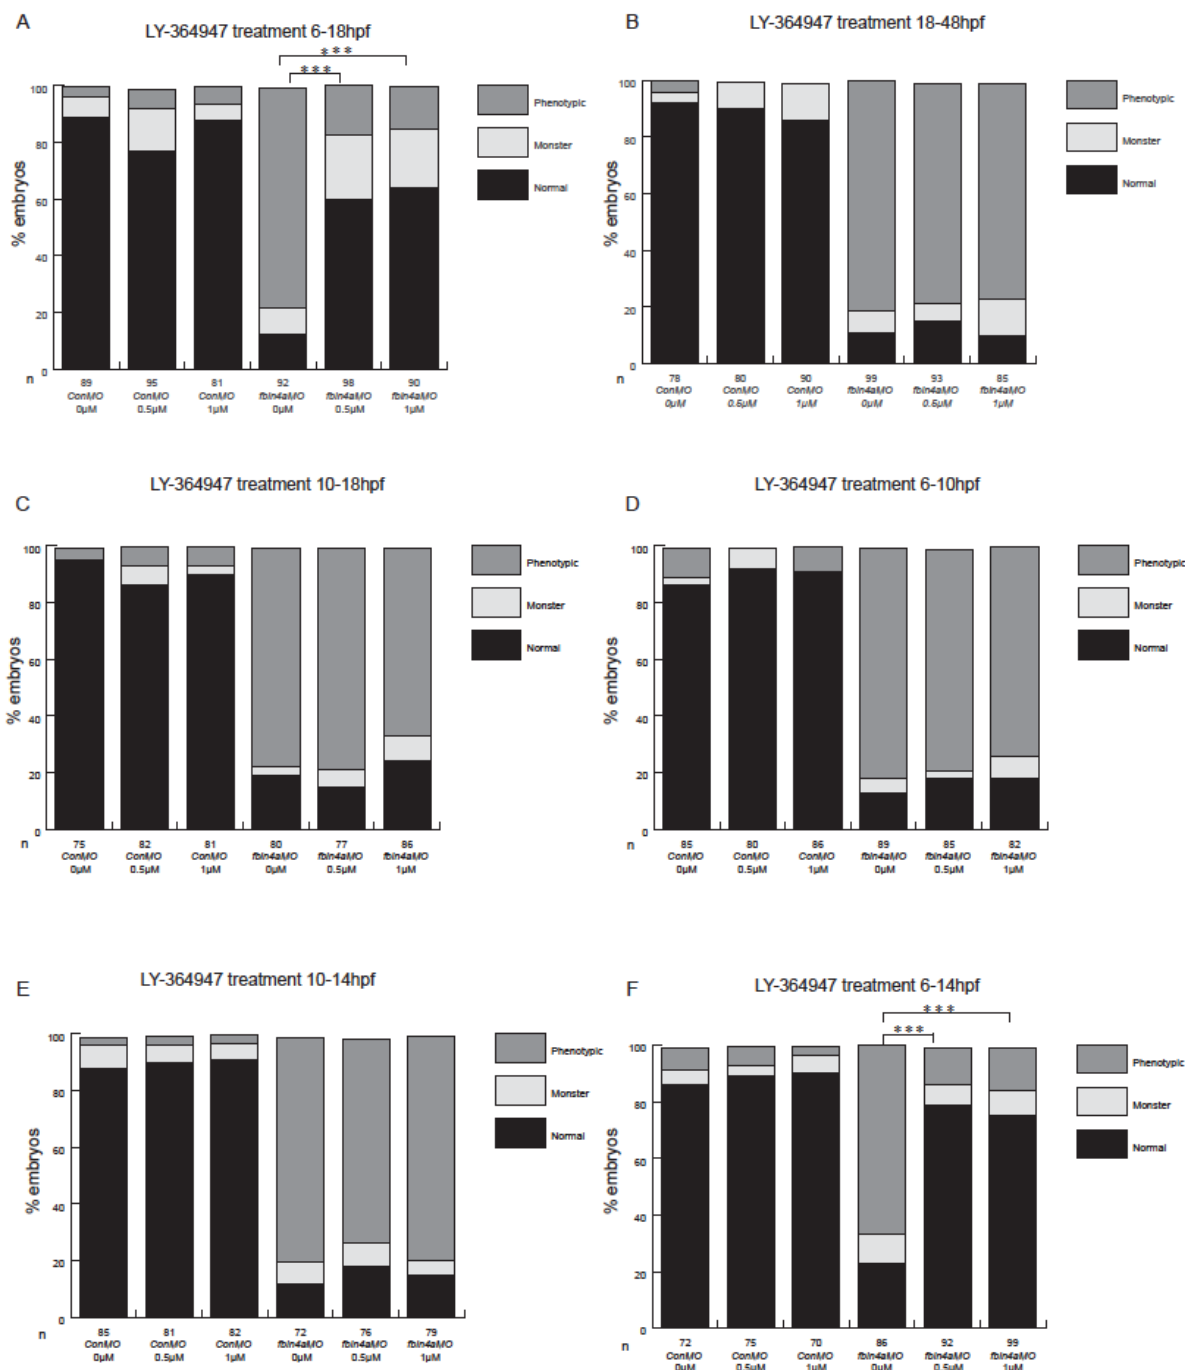 A
LY-364947 treatment 6-18hpf
***
***
% embryos
100
80
60
40
20
0
Phenotypic
Monster
Normal
n
89 95 81 92 98 90
ConMO ConMO ConMO fbln4aMO fbln4aMO fbln4aMO
0μM 0.5μM 1μM 0μM 0.5μM 1μM
B
LY-364947 treatment 18-48hpf
% embryos
100
80
60
40
20
0
Phenotypic
Monster
Normal
n
78 80 90 99 93 85
ConMO ConMO ConMO fbln4aMO fbln4aMO fbln4aMO
0μM 0.5μM 1μM 0μM 0.5μM 1μM
C
LY-364947 treatment 10-18hpf
% embryos
100
80
60
40
20
0
Phenotypic
Monster
Normal
n
75 82 81 80 77 86
ConMO ConMO ConMO fbln4aMO fbln4aMO fbln4aMO
0μM 0.5μM 1μM 0μM 0.5μM 1μM
D
LY-364947 treatment 6-10hpf
% embryos
100
80
60
40
20
0
Phenotypic
Monster
Normal
n
85 80 86 89 85 82
ConMO ConMO ConMO fbln4aMO fbln4aMO fbln4aMO
0μM 0.5μM 1μM 0μM 0.5μM 1μM
E
LY-364947 treatment 10-14hpf
% embryos
100
80
60
40
20
0
Phenotypic
Monster
Normal
n
85 81 82 72 76 79
ConMO ConMO ConMO fbln4aMO fbln4aMO fbln4aMO
0μM 0.5μM 1μM 0μM 0.5μM 1μM
F
LY-364947 treatment 6-14hpf
***
***
% embryos
100
80
60
40
20
0
Phenotypic
Monster
Normal
n
72 75 70 86 92 99
ConMO ConMO ConMO fbln4aMO fbln4aMO fbln4aMO
0μM 0.5μM 1μM 0μM 0.5μM 1μM